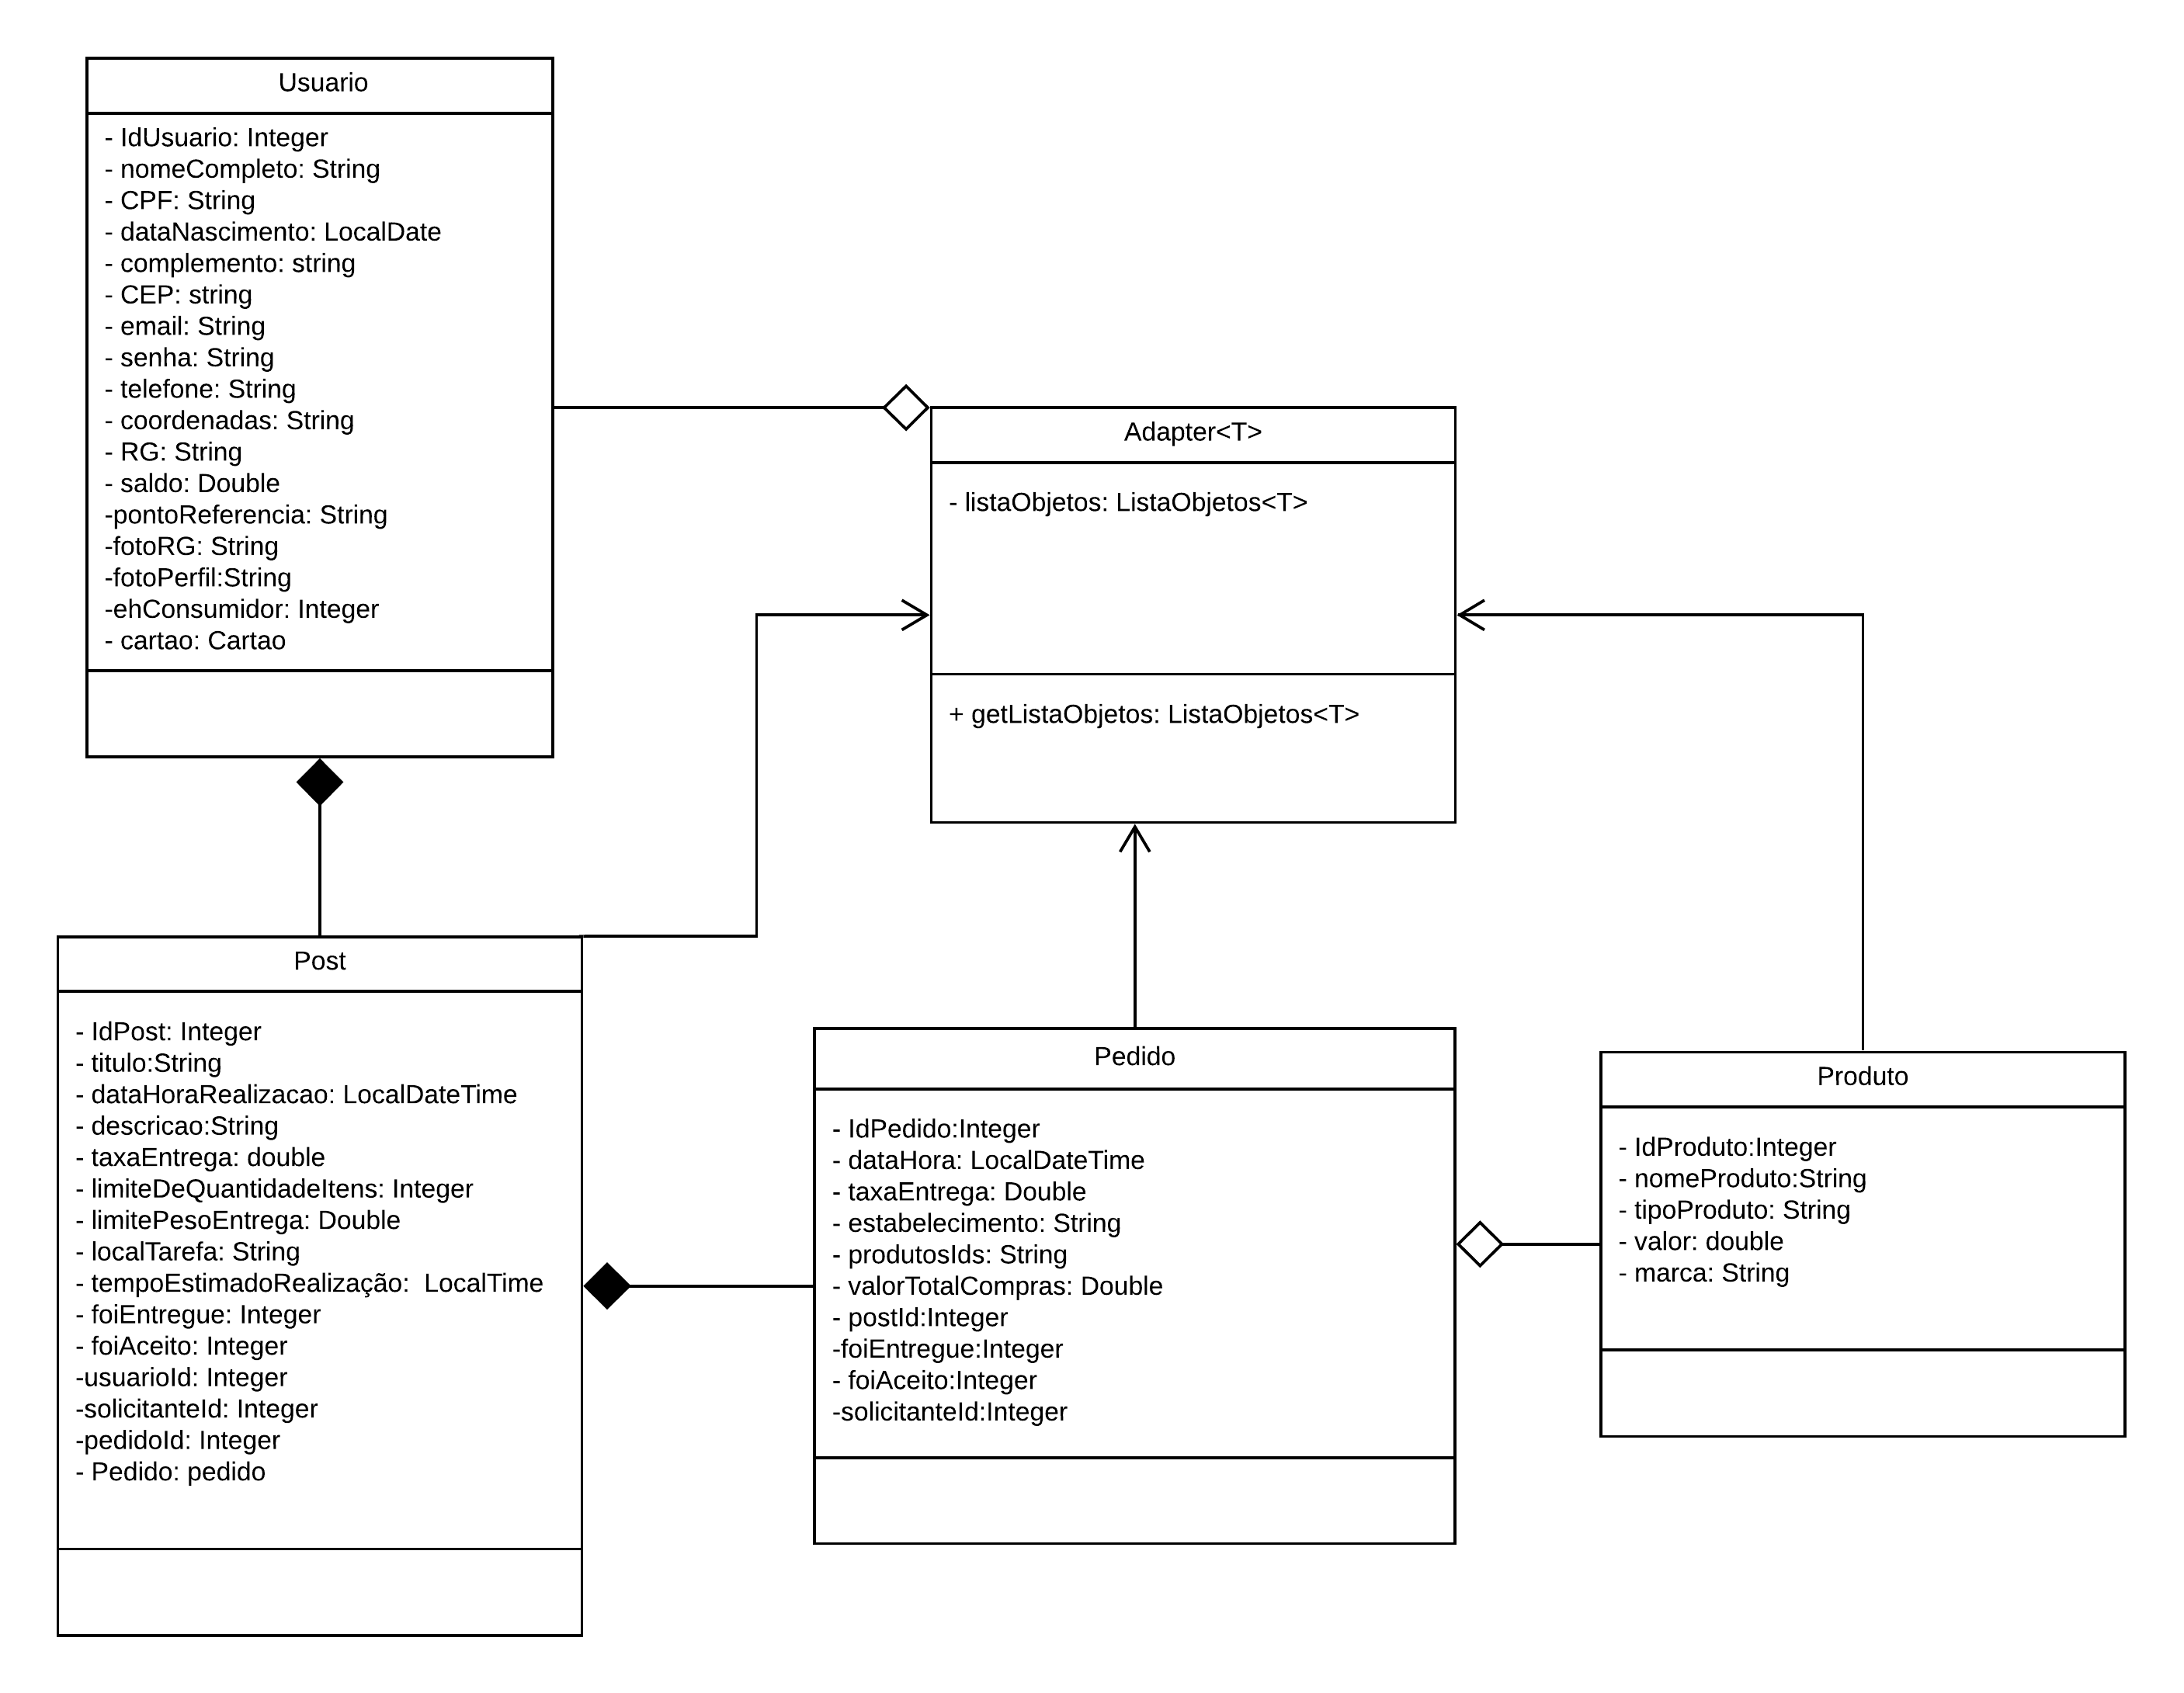 Usuario
- IdUsuario: Integer
- nomeCompleto: String
- CPF: String
- dataNascimento: LocalDate
- complemento: string
- CEP: string
- email: String
- senha: String
- telefone: String
- coordenadas: String
- RG: String
- saldo: Double
-pontoReferencia: String
-fotoRG: String
-fotoPerfil:String
-ehConsumidor: Integer
- cartao: Cartao
Adapter<T>
- listaObjetos: ListaObjetos<T>
+ getListaObjetos: ListaObjetos<T>
Post
- IdPost: Integer
- titulo:String
- dataHoraRealizacao: LocalDateTime
- descricao:String
- taxaEntrega: double
- limiteDeQuantidadeItens: Integer
- limitePesoEntrega: Double
- localTarefa: String
- tempoEstimadoRealização:  LocalTime
- foiEntregue: Integer
- foiAceito: Integer
-usuarioId: Integer
-solicitanteId: Integer
-pedidoId: Integer
- Pedido: pedido
Pedido
- IdPedido:Integer
- dataHora: LocalDateTime
- taxaEntrega: Double
- estabelecimento: String
- produtosIds: String
- valorTotalCompras: Double
- postId:Integer
-foiEntregue:Integer
- foiAceito:Integer
-solicitanteId:Integer
Produto
- IdProduto:Integer
- nomeProduto:String
- tipoProduto: String
- valor: double
- marca: String